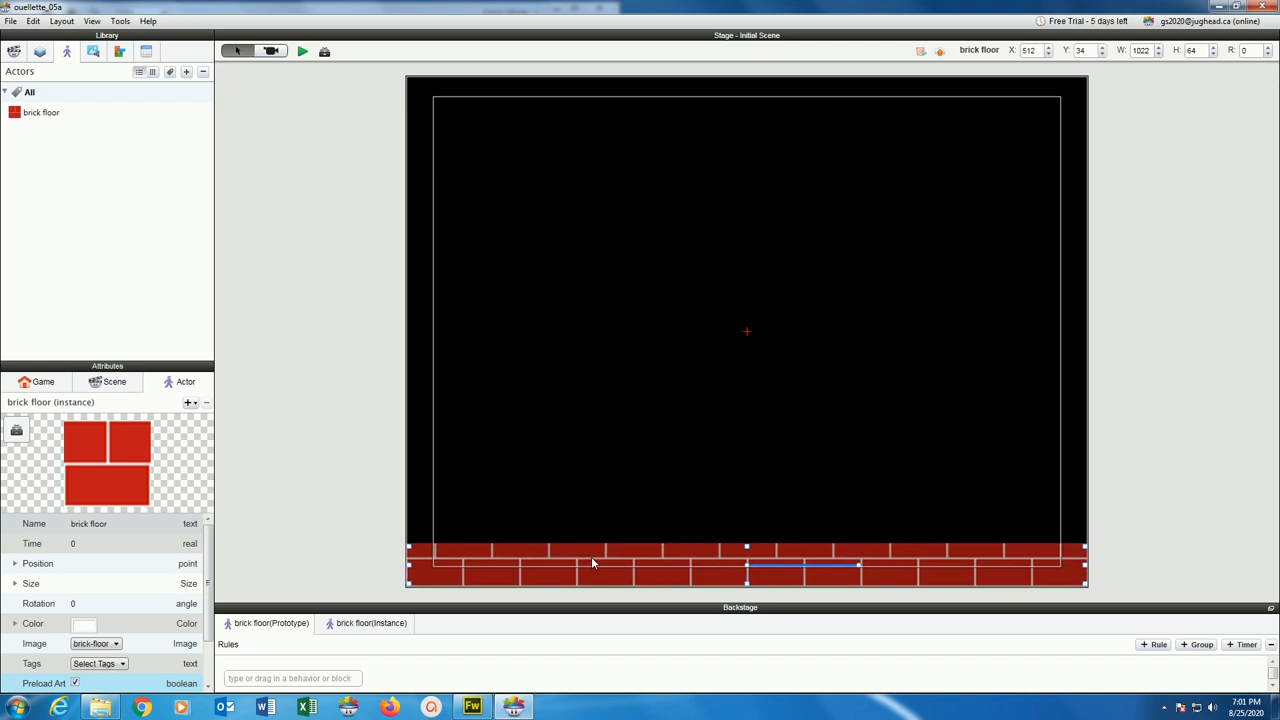 ouellette_05a
File Edit Layout View Tools Help
Free Trial - 5 days left gs2020@jughead.ca (online)
Library
Stage - Initial Scene
brick floor X: 512 Y: 34 W: 1022 H: 64 R: 0
Actors
All
brick floor
Attributes
Game Scene Actor
brick floor (instance)
Name brick floor text
Time 0 real
Position point
Size Size
Rotation 0 angle
Color Color
Image brick-floor Image
Tags Select Tags text
Preload Art boolean
Backstage
brick floor(Prototype) brick floor(Instance)
Rules + Rule + Group + Timer
type or drag in a behavior or block
Fw
7:01 PM
8/25/2020